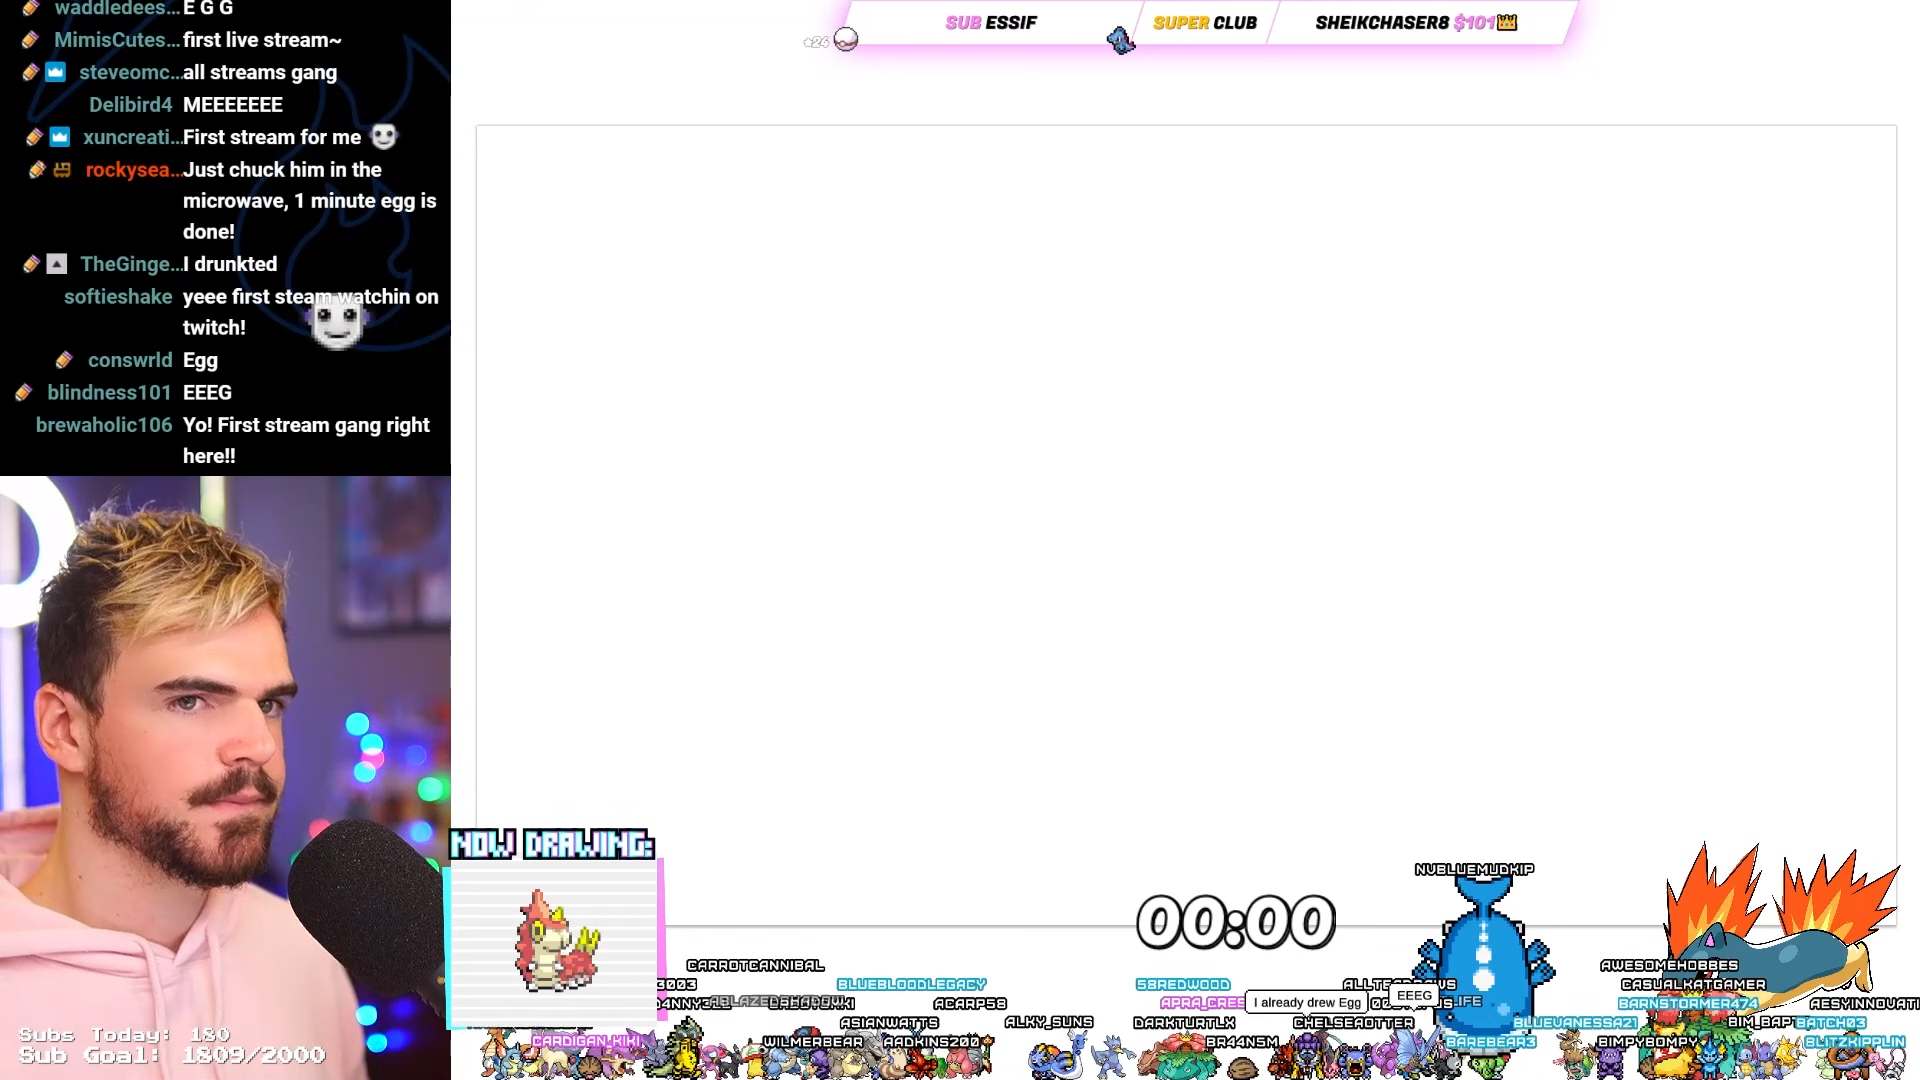 waddledees... E G G
MimisCutes... first live stream~
steveomc... all streams gang
Delibird4 MEEEEEEE
xuncreati... First stream for me
rockysea... Just chuck him in the
microwave, 1 minute egg is
done!
TheGinge... I drunkted
softieshake yeee first steam watchin on
twitch!
conswrld Egg
blindness101 EEEG
brewaholic106 Yo! First stream gang right
here!!
24
SUB ESSIF
SUPER CLUB
SHEIKCHASER8 $101
NOW DRAWING:
00:00
Subs Today: 180
Sub Goal: 1809/2000
NVBLUEMUDKIP
CARROTCANNIBAL
AWESOMEHOBBES
3003
BLUEBLOODLEGACY
58REDWOOD
CASUALKATGAMER
ACARP58
I already drew Egg
EEEG
BARNSTORMER474
ASIANWATTS
ALKY_SUNS
DARKTURTLX
CHELSEAOTTER
BLUEVANESSA21
BATCH03
CARDIGAN_KIKI
WILMERBEAR
AADKINS200
BR44N5M
BAREBEAR3
BIMPYBOMPY
BLITZKIPPLIN